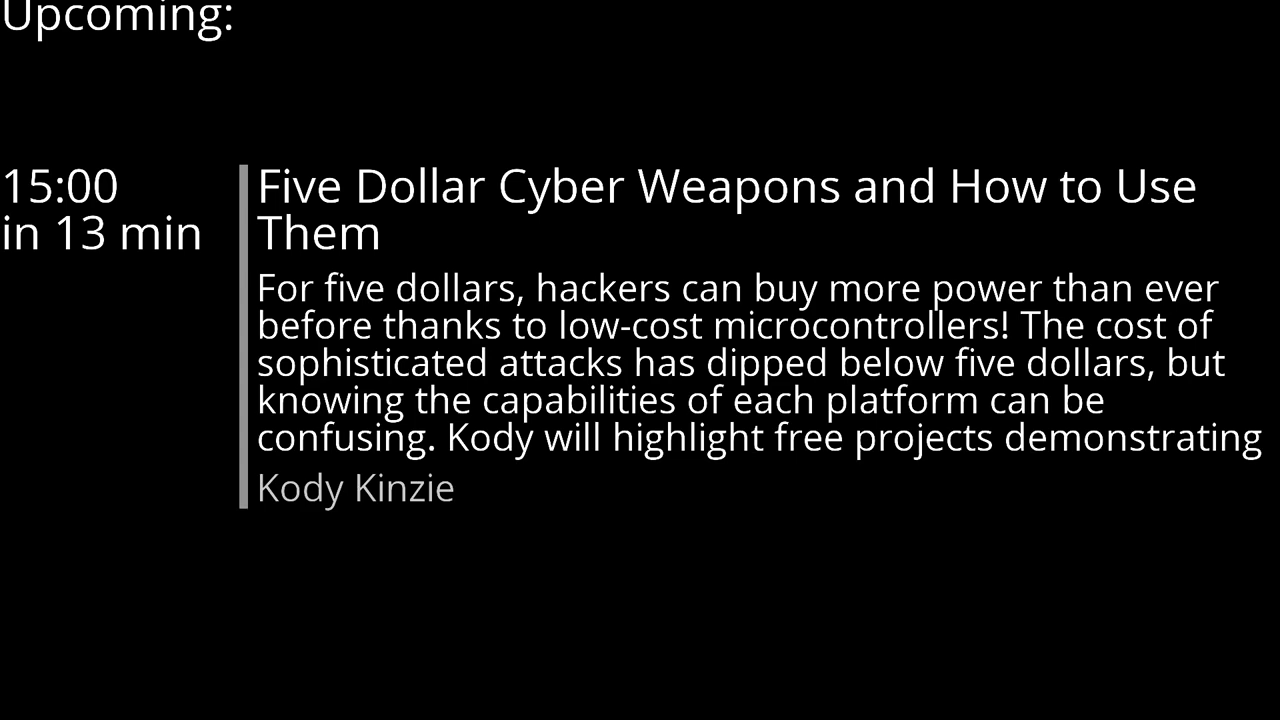 Upcoming:
15:00
in 13 min
Five Dollar Cyber Weapons and How to Use
Them
For five dollars, hackers can buy more power than ever
before thanks to low-cost microcontrollers! The cost of
sophisticated attacks has dipped below five dollars, but
knowing the capabilities of each platform can be
confusing. Kody will highlight free projects demonstrating
Kody Kinzie